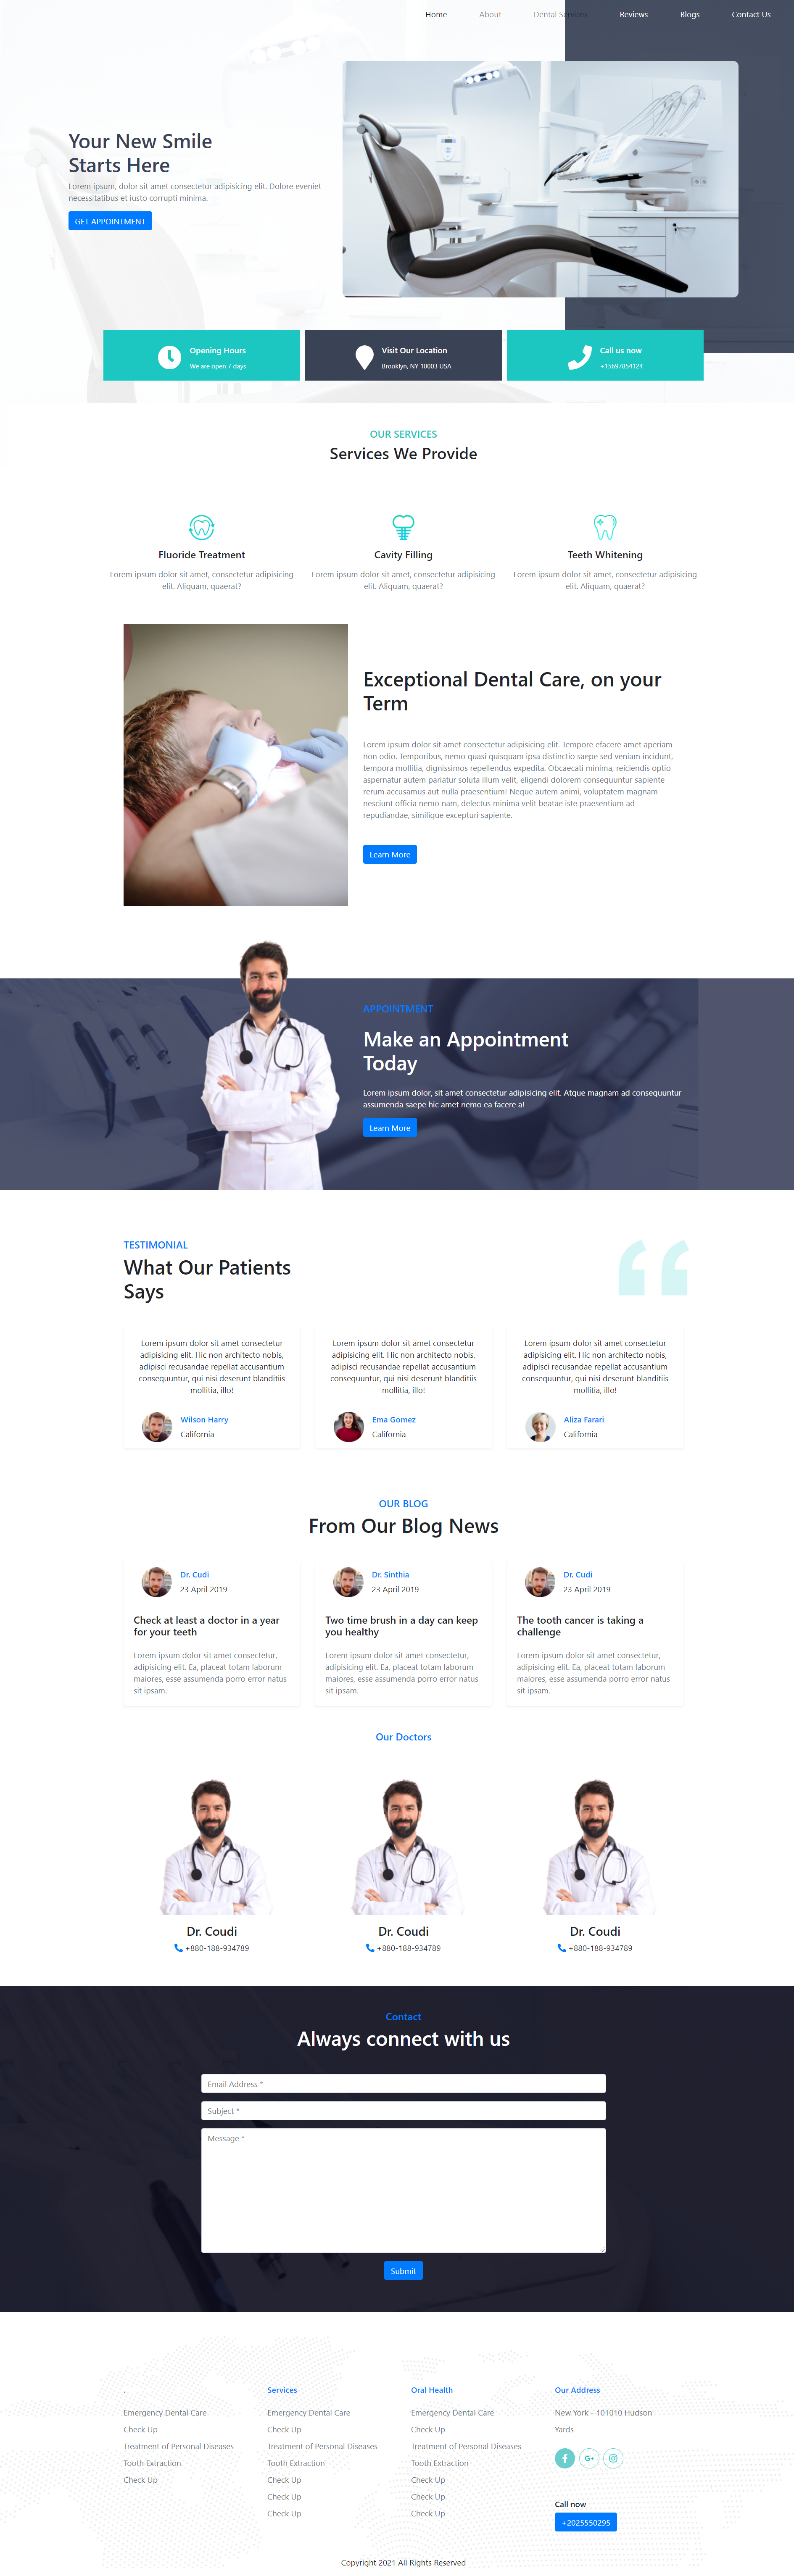 Home About Dental Services Reviews Blogs Contact Us
Your New Smile
Starts Here
Lorem ipsum, dolor sit amet consectetur adipisicing elit. Dolore eveniet
necessitatibus et iusto corrupti minima.
GET APPOINTMENT
Opening Hours
We are open 7 days
Visit Our Location
Brooklyn, NY 10003 USA
Call us now
+15697854124
OUR SERVICES
Services We Provide
Fluoride Treatment
Lorem ipsum dolor sit amet, consectetur adipisicing
elit. Aliquam, quaerat?
Cavity Filling
Lorem ipsum dolor sit amet, consectetur adipisicing
elit. Aliquam, quaerat?
Teeth Whitening
Lorem ipsum dolor sit amet, consectetur adipisicing
elit. Aliquam, quaerat?
Exceptional Dental Care, on your
Term
Lorem ipsum dolor sit amet consectetur adipisicing elit. Tempore efacere amet aperiam
non odio. Temporibus, nemo quasi quisquam ipsa distinctio saepe sed veniam incidunt,
tempora mollitia, dignissimos repellendus expedita. Obcaecati minima, reiciendis optio
aspernatur autem pariatur soluta illum velit, eligendi dolorem consequuntur sapiente
rerum accusamus aut nulla praesentium! Neque autem animi, voluptatem magnam
nesciunt officia nemo nam, delectus minima velit beatae iste praesentium ad
repudiandae, similique excepturi sapiente.
Learn More
APPOINTMENT
Make an Appointment
Today
Lorem ipsum dolor, sit amet consectetur adipisicing elit. Atque magnam ad consequuntur
assumenda saepe hic amet nemo ea facere a!
Learn More
TESTIMONIAL
What Our Patients
Says
Lorem ipsum dolor sit amet consectetur
adipisicing elit. Hic non architecto nobis,
adipisci recusandae repellat accusantium
consequuntur, qui nisi deserunt blanditiis
mollitia, illo!
Wilson Harry
California
Lorem ipsum dolor sit amet consectetur
adipisicing elit. Hic non architecto nobis,
adipisci recusandae repellat accusantium
consequuntur, qui nisi deserunt blanditiis
mollitia, illo!
Ema Gomez
California
Lorem ipsum dolor sit amet consectetur
adipisicing elit. Hic non architecto nobis,
adipisci recusandae repellat accusantium
consequuntur, qui nisi deserunt blanditiis
mollitia, illo!
Aliza Farari
California
OUR BLOG
From Our Blog News
Dr. Cudi
23 April 2019
Check at least a doctor in a year
for your teeth
Lorem ipsum dolor sit amet consectetur,
adipisicing elit. Ea, placeat totam laborum
maiores, esse assumenda porro error natus
sit ipsam.
Dr. Sinthia
23 April 2019
Two time brush in a day can keep
you healthy
Lorem ipsum dolor sit amet consectetur,
adipisicing elit. Ea, placeat totam laborum
maiores, esse assumenda porro error natus
sit ipsam.
Dr. Cudi
23 April 2019
The tooth cancer is taking a
challenge
Lorem ipsum dolor sit amet consectetur,
adipisicing elit. Ea, placeat totam laborum
maiores, esse assumenda porro error natus
sit ipsam.
Our Doctors
Dr. Coudi
+880-188-934789
Dr. Coudi
+880-188-934789
Dr. Coudi
+880-188-934789
Contact
Always connect with us
Email Address *
Subject *
Message *
Submit
.
Emergency Dental Care
Check Up
Treatment of Personal Diseases
Tooth Extraction
Check Up
Services
Emergency Dental Care
Check Up
Treatment of Personal Diseases
Tooth Extraction
Check Up
Check Up
Check Up
Oral Health
Emergency Dental Care
Check Up
Treatment of Personal Diseases
Tooth Extraction
Check Up
Check Up
Check Up
Our Address
New York - 101010 Hudson
Yards
Call now
+2025550295
Copyright 2021 All Rights Reserved